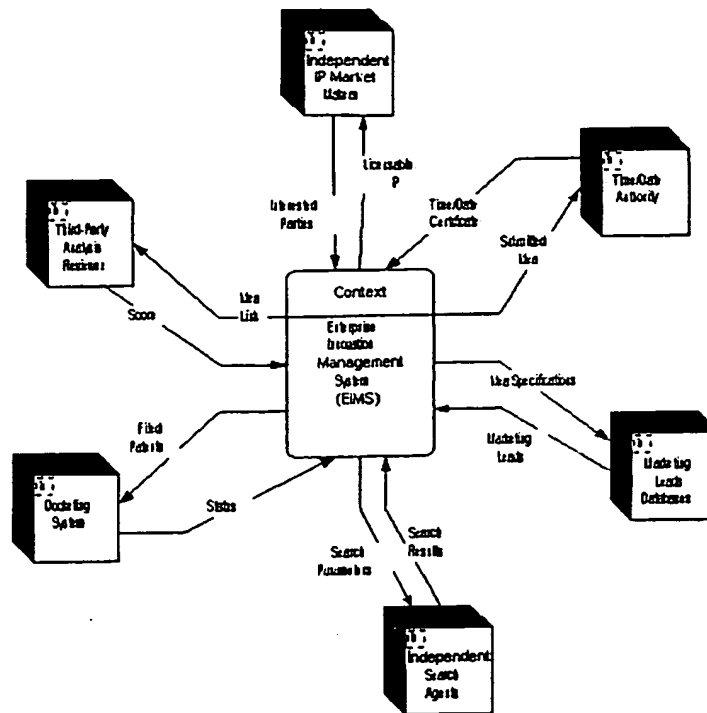 Independent
IP Market
Makers
Licensable
IP
Interested
Parties
Time/Date
Certificate
Time/Date
Authority
Submitted
Idea
Third-Party
Analysis
Reviewer
Score
Idea
List
Context
Enterprise
Innovation
Management
System
(EIMS)
Idea Specifications
Marketing
Leads
Marketing
Leads
Databases
Filed
Patents
Docketing
System
Status
Search
Parameters
Search
Results
Independent
Search
Agents